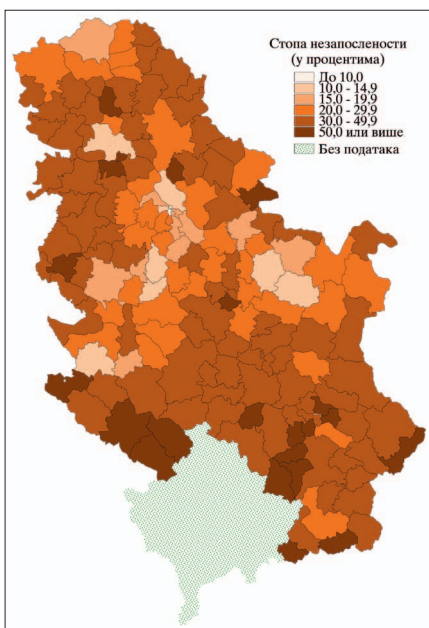 Стопа незапослености
(у процентима)
До 10,0
10,0 - 14,9
15,0 - 19,9
20,0 - 29,9
30,0 - 49,9
50,0 или више
Без података